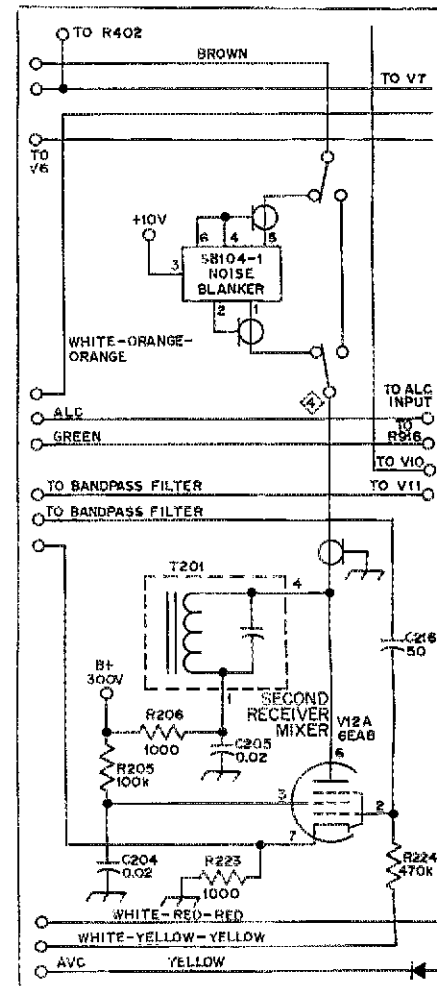 TO R402
BROWN
TO V7
TO
V6
+10V
6
4
5
3
SB104-1
NOISE
BLANKER
2
1
WHITE-ORANGE-
ORANGE
4
TO ALC
INPUT
ALC
TO
R916
GREEN
TO V10
TO BANDPASS FILTER
TO V11
TO BANDPASS FILTER
T201
4
C216
50
B+
300V
1
SECOND
RECEIVER
MIXER
V12A
6EA8
R206
1000
C205
0.02
6
R205
100k
3
2
7
C204
0.02
R223
1000
R224
470k
WHITE-RED-RED
WHITE-YELLOW-YELLOW
AVC
YELLOW